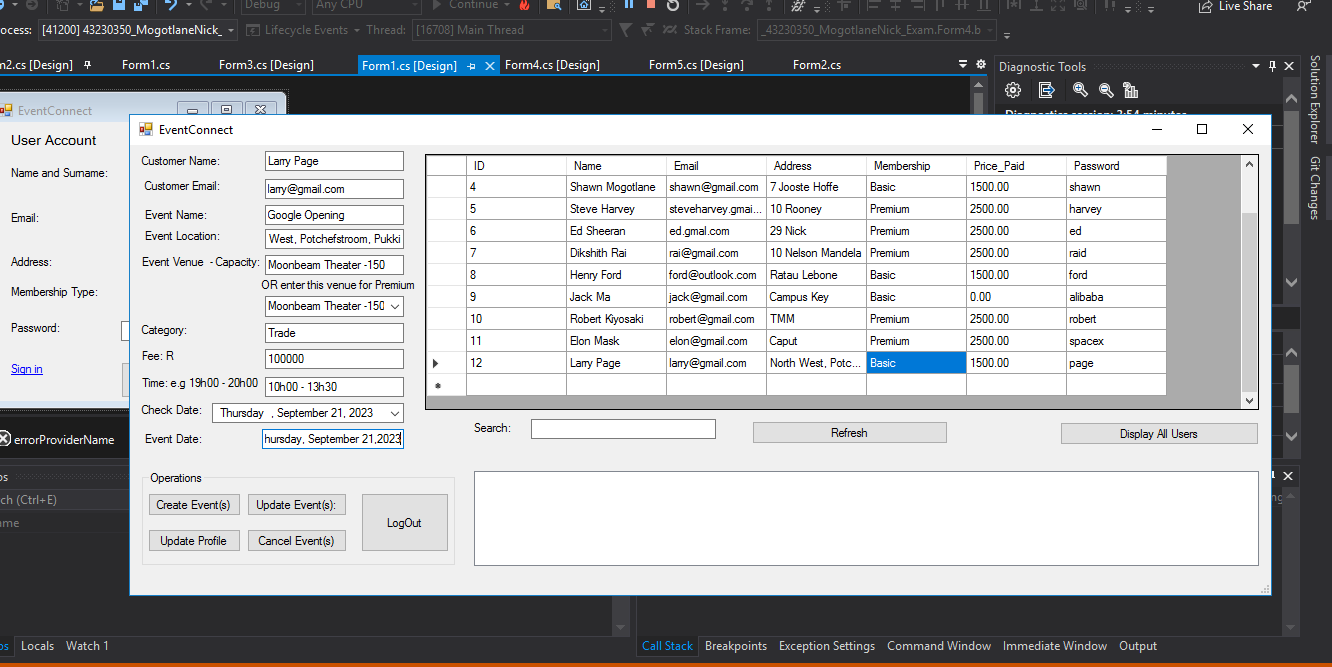 Debug Any CPU Continue Live Share
ocess: [41200] 43230350_MogotlaneNick_ Lifecycle Events Thread: [16708] Main Thread Stack Frame: _43230350_MogotlaneNick_Exam.Form4.b
m2.cs [Design] Form1.cs Form3.cs [Design] Form1.cs [Design] Form4.cs [Design] Form5.cs [Design] Form2.cs
Diagnostic Tools
Diagnostics session: 3:54 minutes
Solution Explorer
Git Changes
EventConnect
User Account
Name and Surname:
Email:
Address:
Membership Type:
Password:
Sign in
errorProviderName
EventConnect
Customer Name: Larry Page
Customer Email: larry@gmail.com
Event Name: Google Opening
Event Location: West, Potchefstroom, Pukki
Event Venue - Capacity: Moonbeam Theater -150
OR enter this venue for Premium
Moonbeam Theater -150
Category: Trade
Fee: R 100000
Time: e.g 19h00 - 20h00 10h00 - 13h30
Check Date: Thursday , September 21, 2023
Event Date: hursday, September 21,2023
ID Name Email Address Membership Price_Paid Password
4 Shawn Mogotlane shawn@gmail.com 7 Jooste Hoffe Basic 1500.00 shawn
5 Steve Harvey steveharvey.gmai... 10 Rooney Premium 2500.00 harvey
6 Ed Sheeran ed.gmal.com 29 Nick Premium 2500.00 ed
7 Dikshith Rai rai@gmail.com 10 Nelson Mandela Premium 2500.00 raid
8 Henry Ford ford@outlook.com Ratau Lebone Basic 1500.00 ford
9 Jack Ma jack@gmail.com Campus Key Basic 0.00 alibaba
10 Robert Kiyosaki robert@gmail.com TMM Premium 2500.00 robert
11 Elon Mask elon@gmail.com Caput Premium 2500.00 spacex
12 Larry Page larry@gmail.com North West, Potc... Basic 1500.00 page
Search: Refresh Display All Users
Operations
Create Event(s) Update Event(s): LogOut
Update Profile Cancel Event(s)
ps
ch (Ctrl+E)
ame
os Locals Watch 1
Call Stack Breakpoints Exception Settings Command Window Immediate Window Output